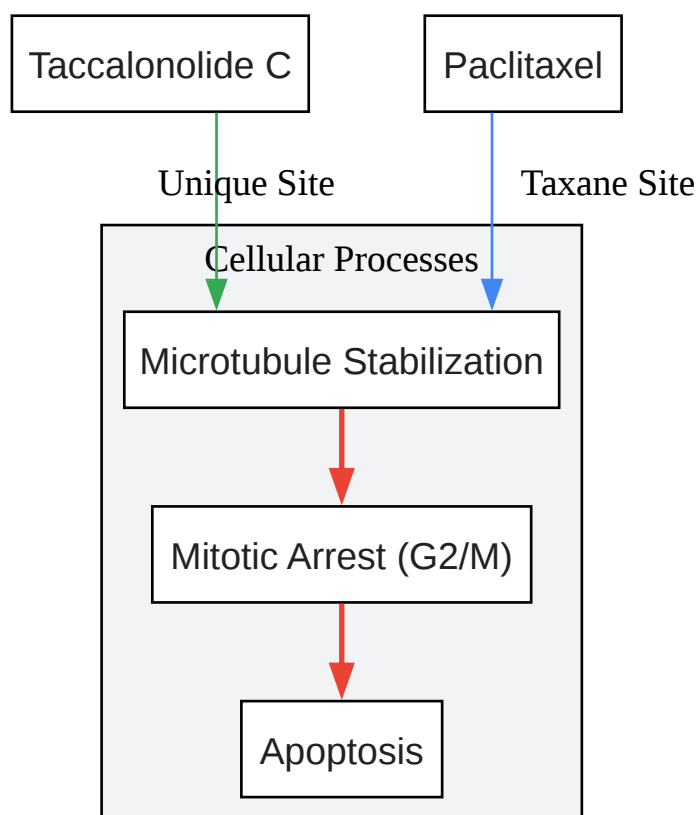 Taccalonolide C
Paclitaxel
Unique Site
Taxane Site
Cellular Processes
Microtubule Stabilization
Mitotic Arrest (G2/M)
Apoptosis